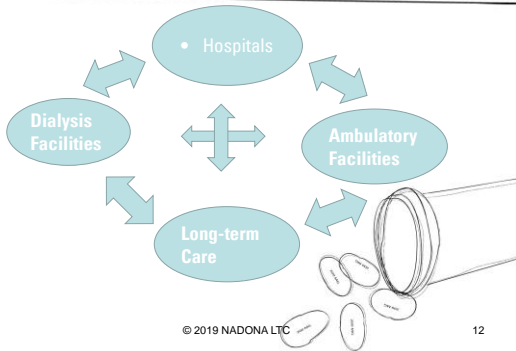 • Hospitals
Dialysis
Facilities
Ambulatory
Facilities
Long-term
Care
© 2019 NADONA LTC
12